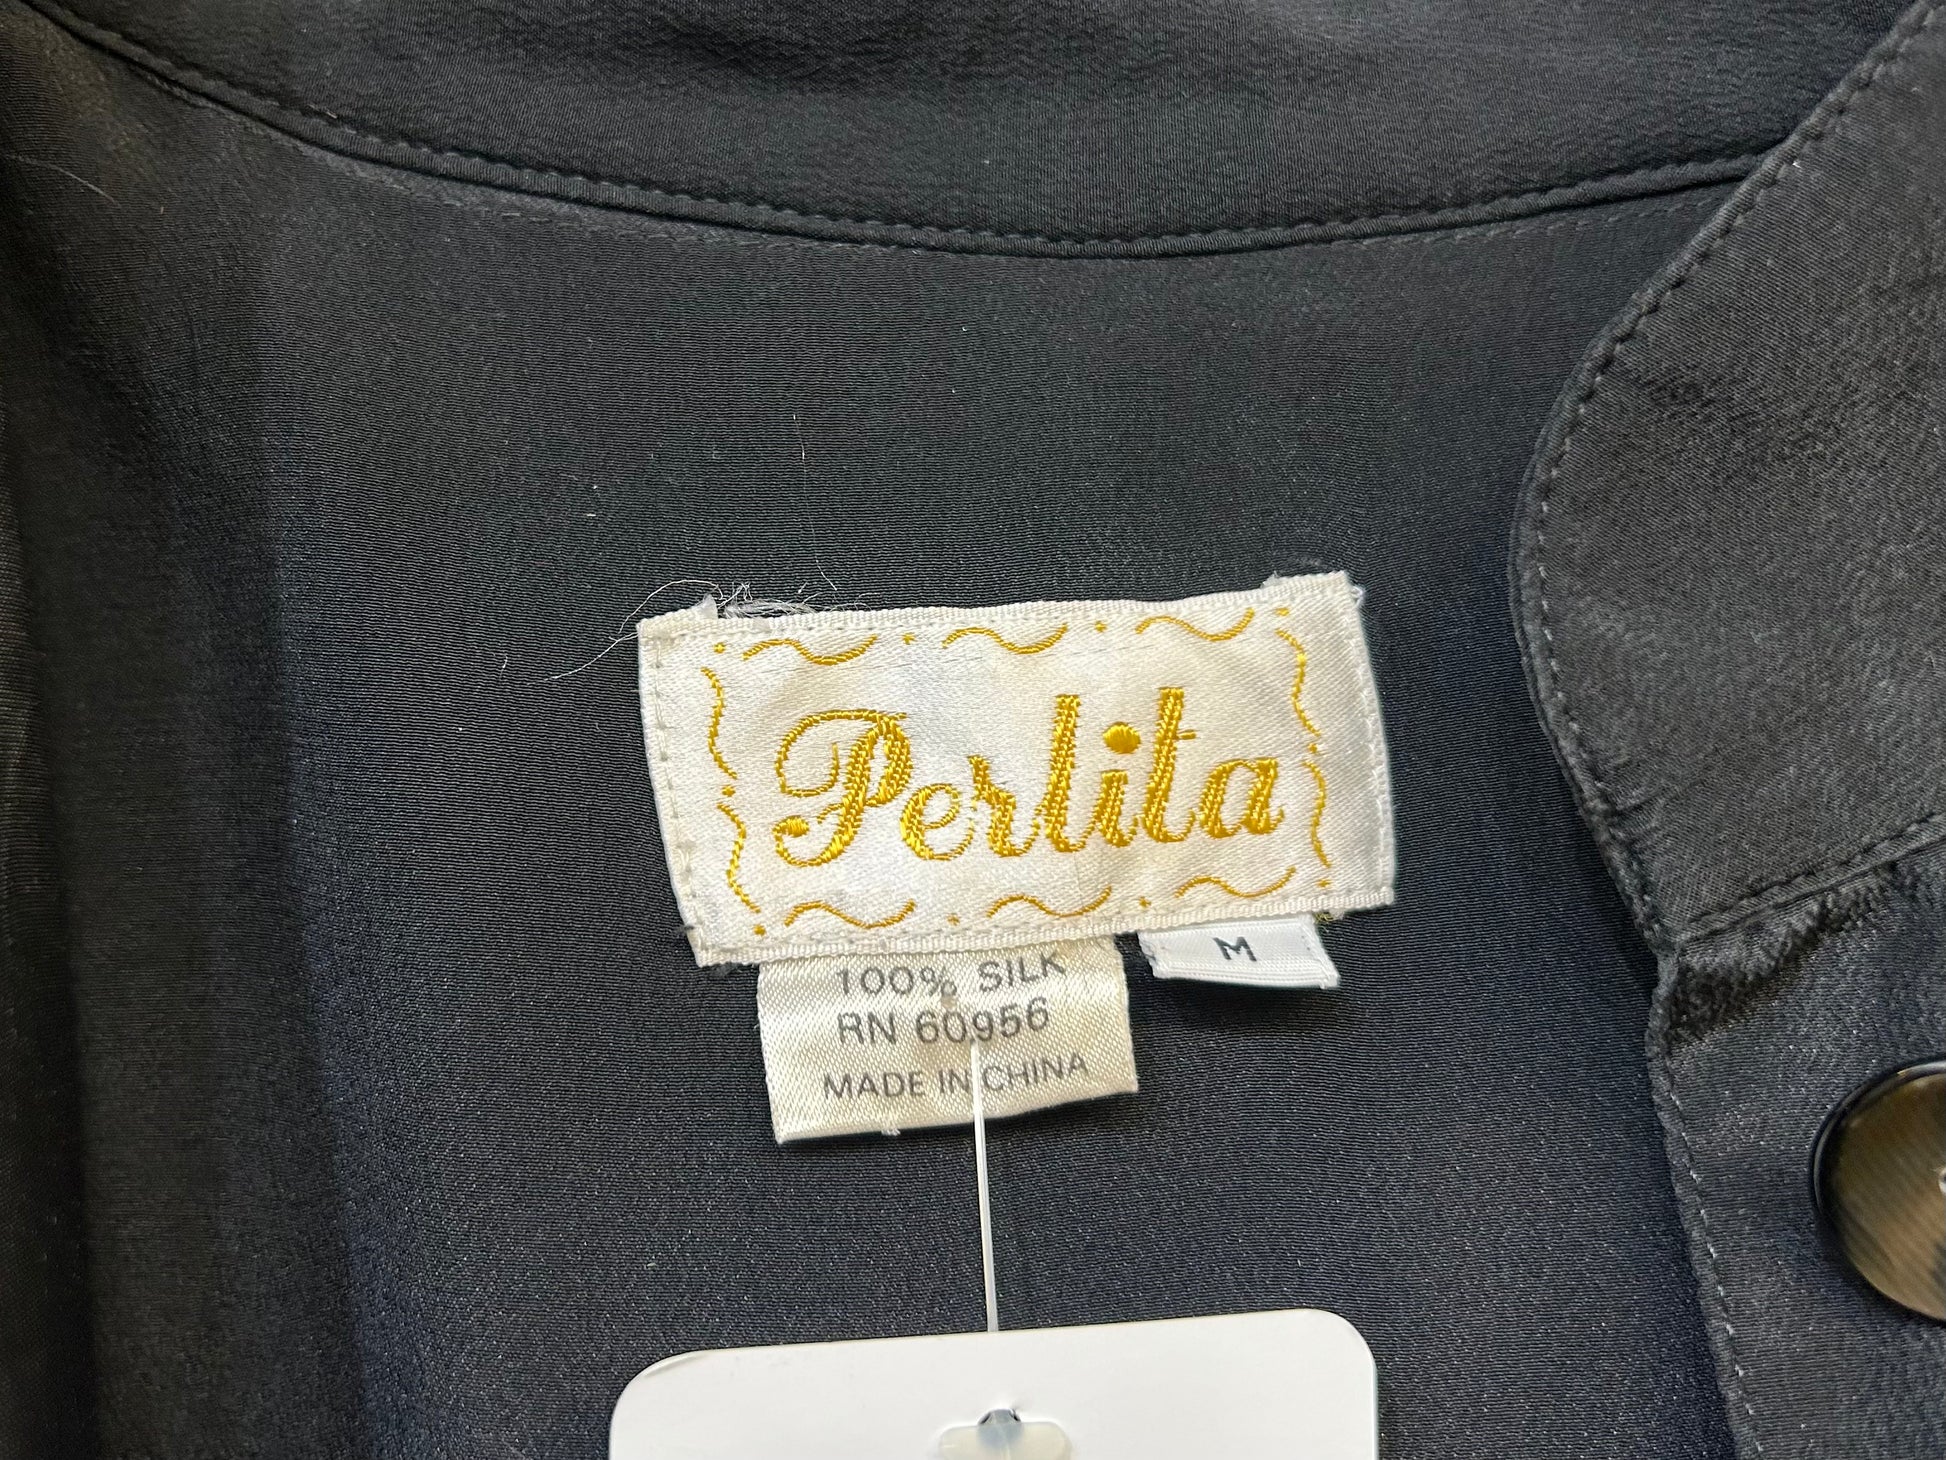 Perlita
M
100% SILK
RN 60956
MADE IN CHINA